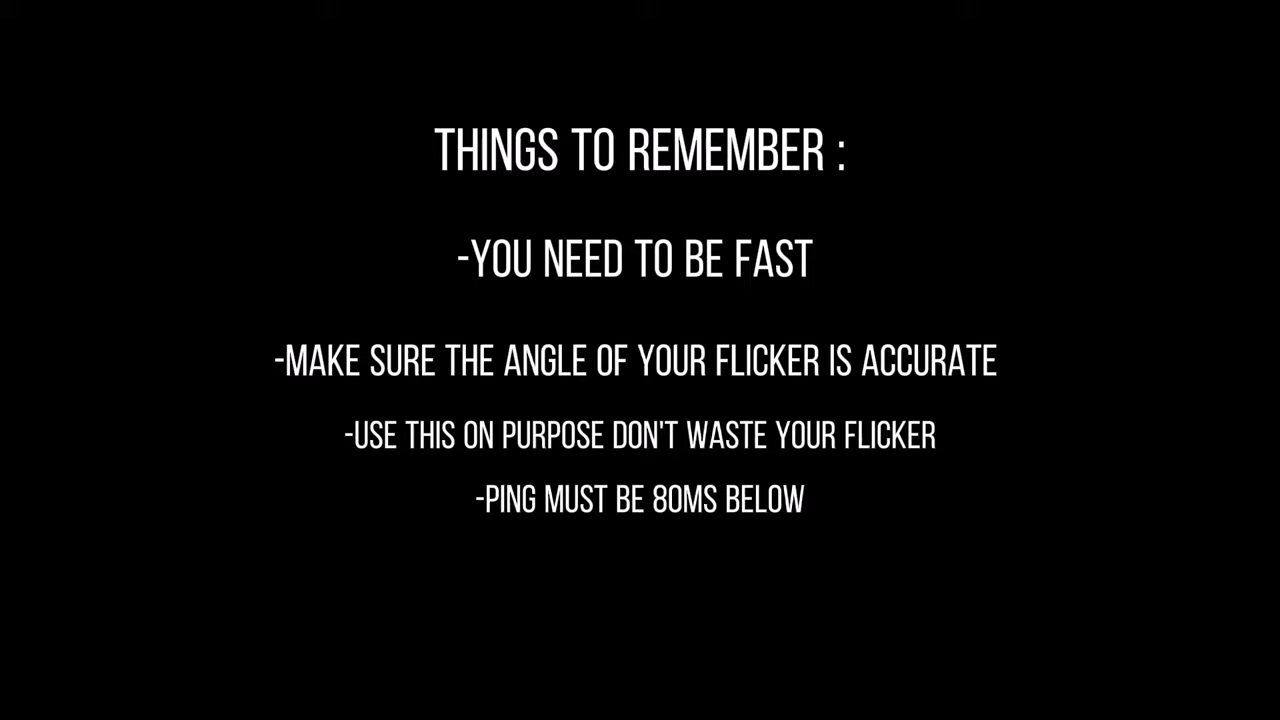 THINGS TO REMEMBER :
-YOU NEED TO BE FAST
-MAKE SURE THE ANGLE OF YOUR FLICKER IS ACCURATE
-USE THIS ON PURPOSE DON'T WASTE YOUR FLICKER
-PING MUST BE 80MS BELOW